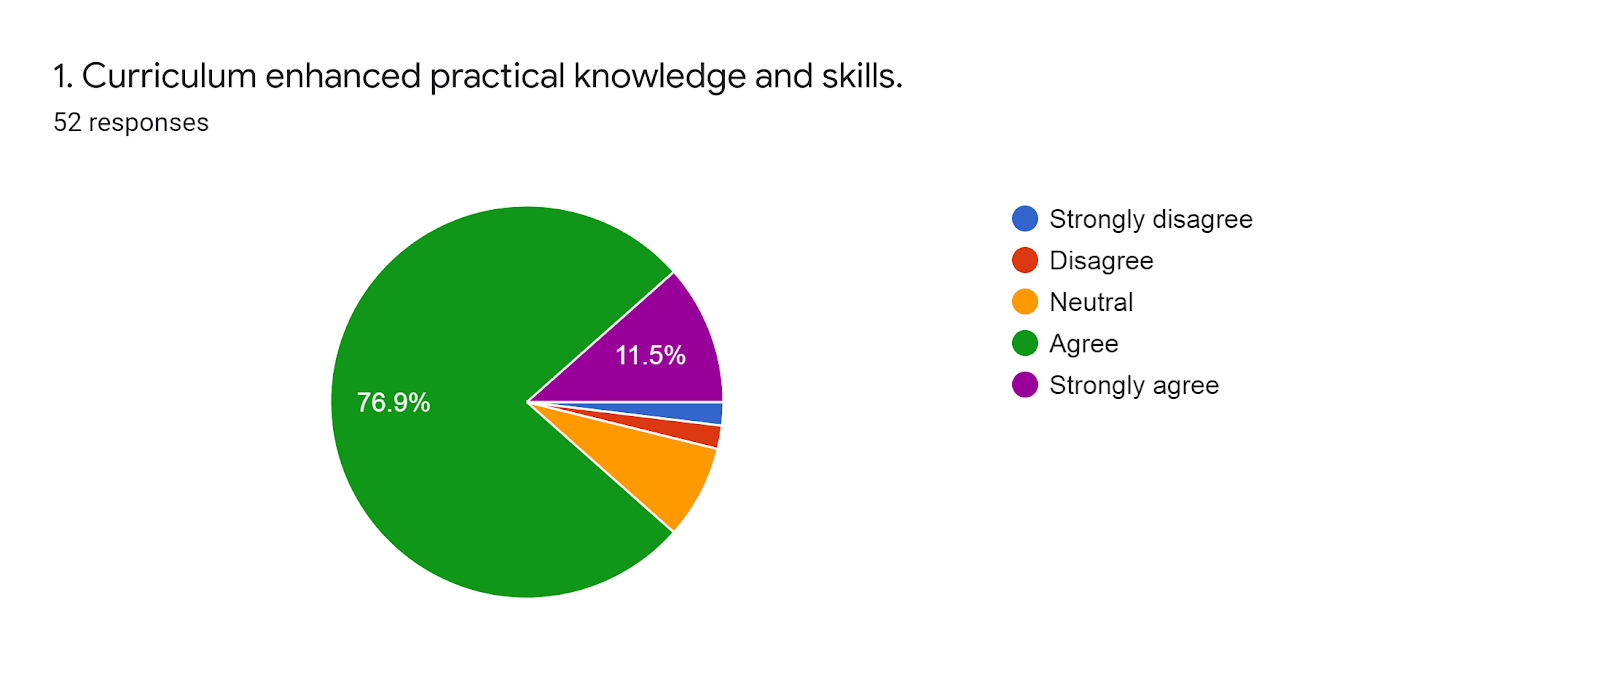 1. Curriculum enhanced practical knowledge and skills.
52 responses
Strongly disagree
Disagree
Neutral
Agree
Strongly agree
11.5%
76.9%